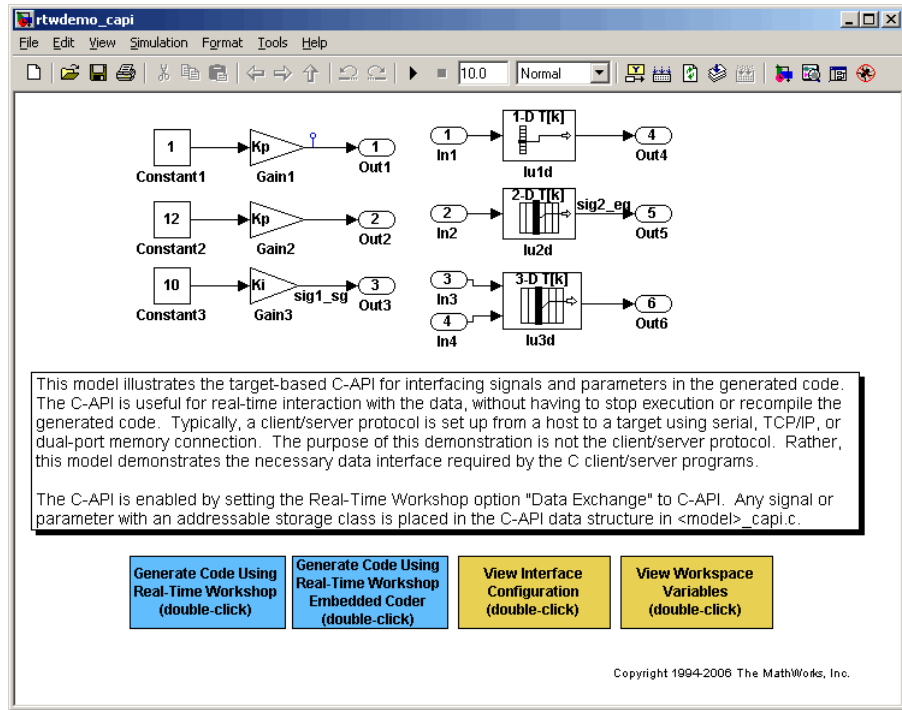 rtwdemo_capi
File Edit View Simulation Format Tools Help
10.0 Normal
1
Constant1
Kp
Gain1
1
Out1
12
Constant2
Kp
Gain2
2
Out2
10
Constant3
Ki
Gain3
sig1_sg
3
Out3
1
In1
1-D T[k]
lu1d
4
Out4
2
In2
2-D T[k]
lu2d
sig2_eg
5
Out5
3
In3
4
In4
3-D T[k]
lu3d
6
Out6
This model illustrates the target-based C-API for interfacing signals and parameters in the generated code.
The C-API is useful for real-time interaction with the data, without having to stop execution or recompile the
generated code. Typically, a client/server protocol is set up from a host to a target using serial, TCP/IP, or
dual-port memory connection. The purpose of this demonstration is not the client/server protocol. Rather,
this model demonstrates the necessary data interface required by the C client/server programs.
The C-API is enabled by setting the Real-Time Workshop option "Data Exchange" to C-API. Any signal or
parameter with an addressable storage class is placed in the C-API data structure in <model>_capi.c.
Generate Code Using
Real-Time Workshop
(double-click)
Generate Code Using
Real-Time Workshop
Embedded Coder
(double-click)
View Interface
Configuration
(double-click)
View Workspace
Variables
(double-click)
Copyright 1994-2006 The MathWorks, Inc.